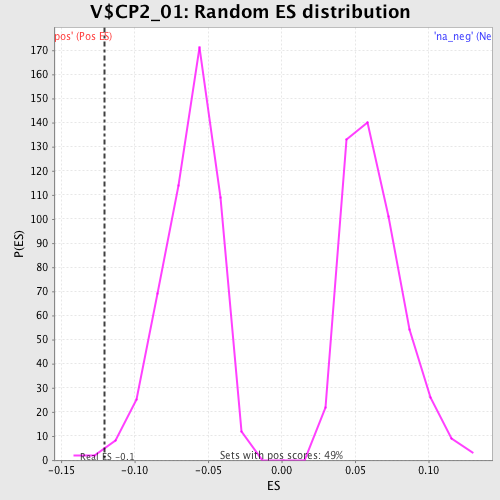 V$CP2_01: Random ES distribution
pos' (Pos ES)
'na_neg' (Ne
170
160
150
140
130
120
110
100
90
80
70
60
50
40
30
20
10
0
P(ES)
Real ES -0.1
Sets with pos scores: 49%
-0.15 -0.10 -0.05 0.00 0.05 0.10
ES